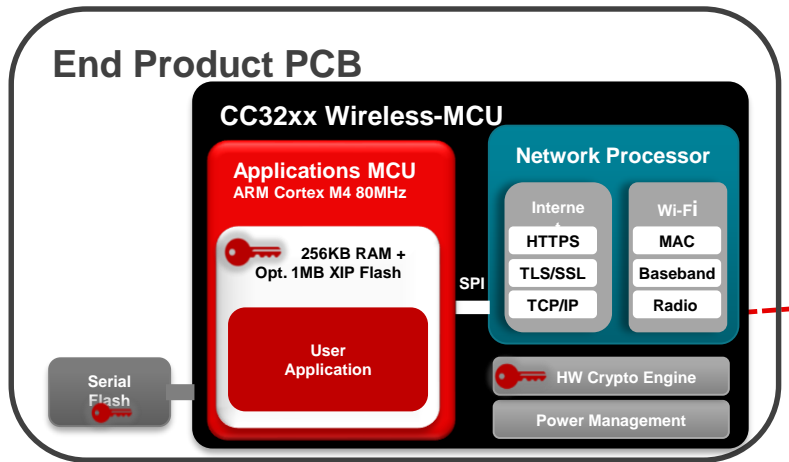 End Product PCB
CC32xx Wireless-MCU
Applications MCU
ARM Cortex M4 80MHz
256KB RAM +
Opt. 1MB XIP Flash
User
Application
SPI
Network Processor
Interne
HTTPS
TLS/SSL
TCP/IP
Wi-Fi
MAC
Baseband
Radio
HW Crypto Engine
Power Management
Serial
Flash